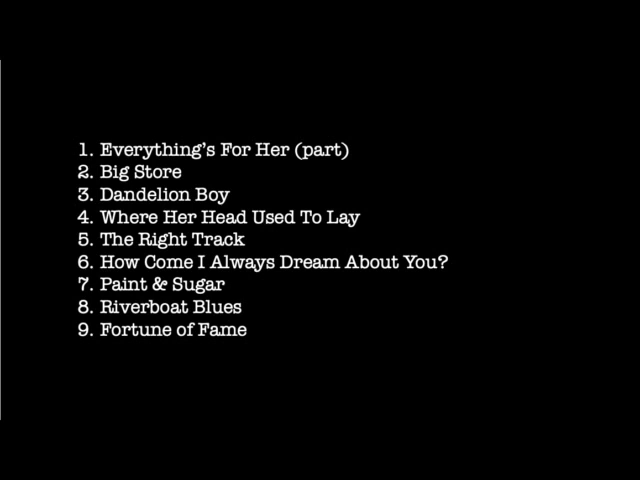 1. Everything's For Her (part)
2. Big Store
3. Dandelion Boy
4. Where Her Head Used To Lay
5. The Right Track
6. How Come I Always Dream About You?
7. Paint & Sugar
8. Riverboat Blues
9. Fortune of Fame